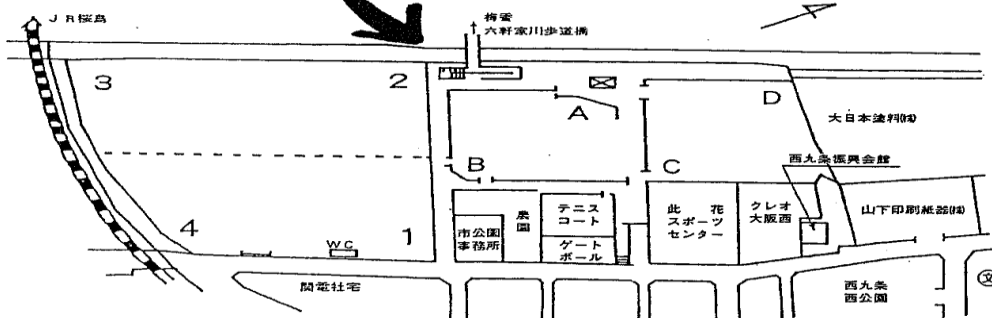 JR桜島
梅香
六軒家川歩道橋
3
2
A
D
大日本塗料㈱
西九条振興会館
B
C
4
1
市公園
事務所
農園
テニス
コート
ゲート
ボール
此花
スポーツ
センター
クレオ
大阪西
山下印刷紙器㈱
WC
関電社宅
西九条
西公園
文